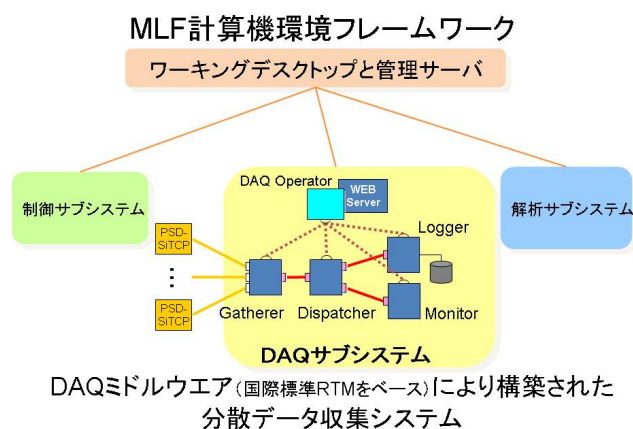 MLF計算機環境フレームワーク
ワーキングデスクトップと管理サーバ
制御サブシステム
DAQ Operator
WEB
Server
解析サブシステム
PSD-
SiTCP
Logger
⋮
PSD-
SiTCP
Gatherer
Dispatcher
Monitor
DAQサブシステム
DAQミドルウエア(国際標準RTMをベース)により構築された
分散データ収集システム